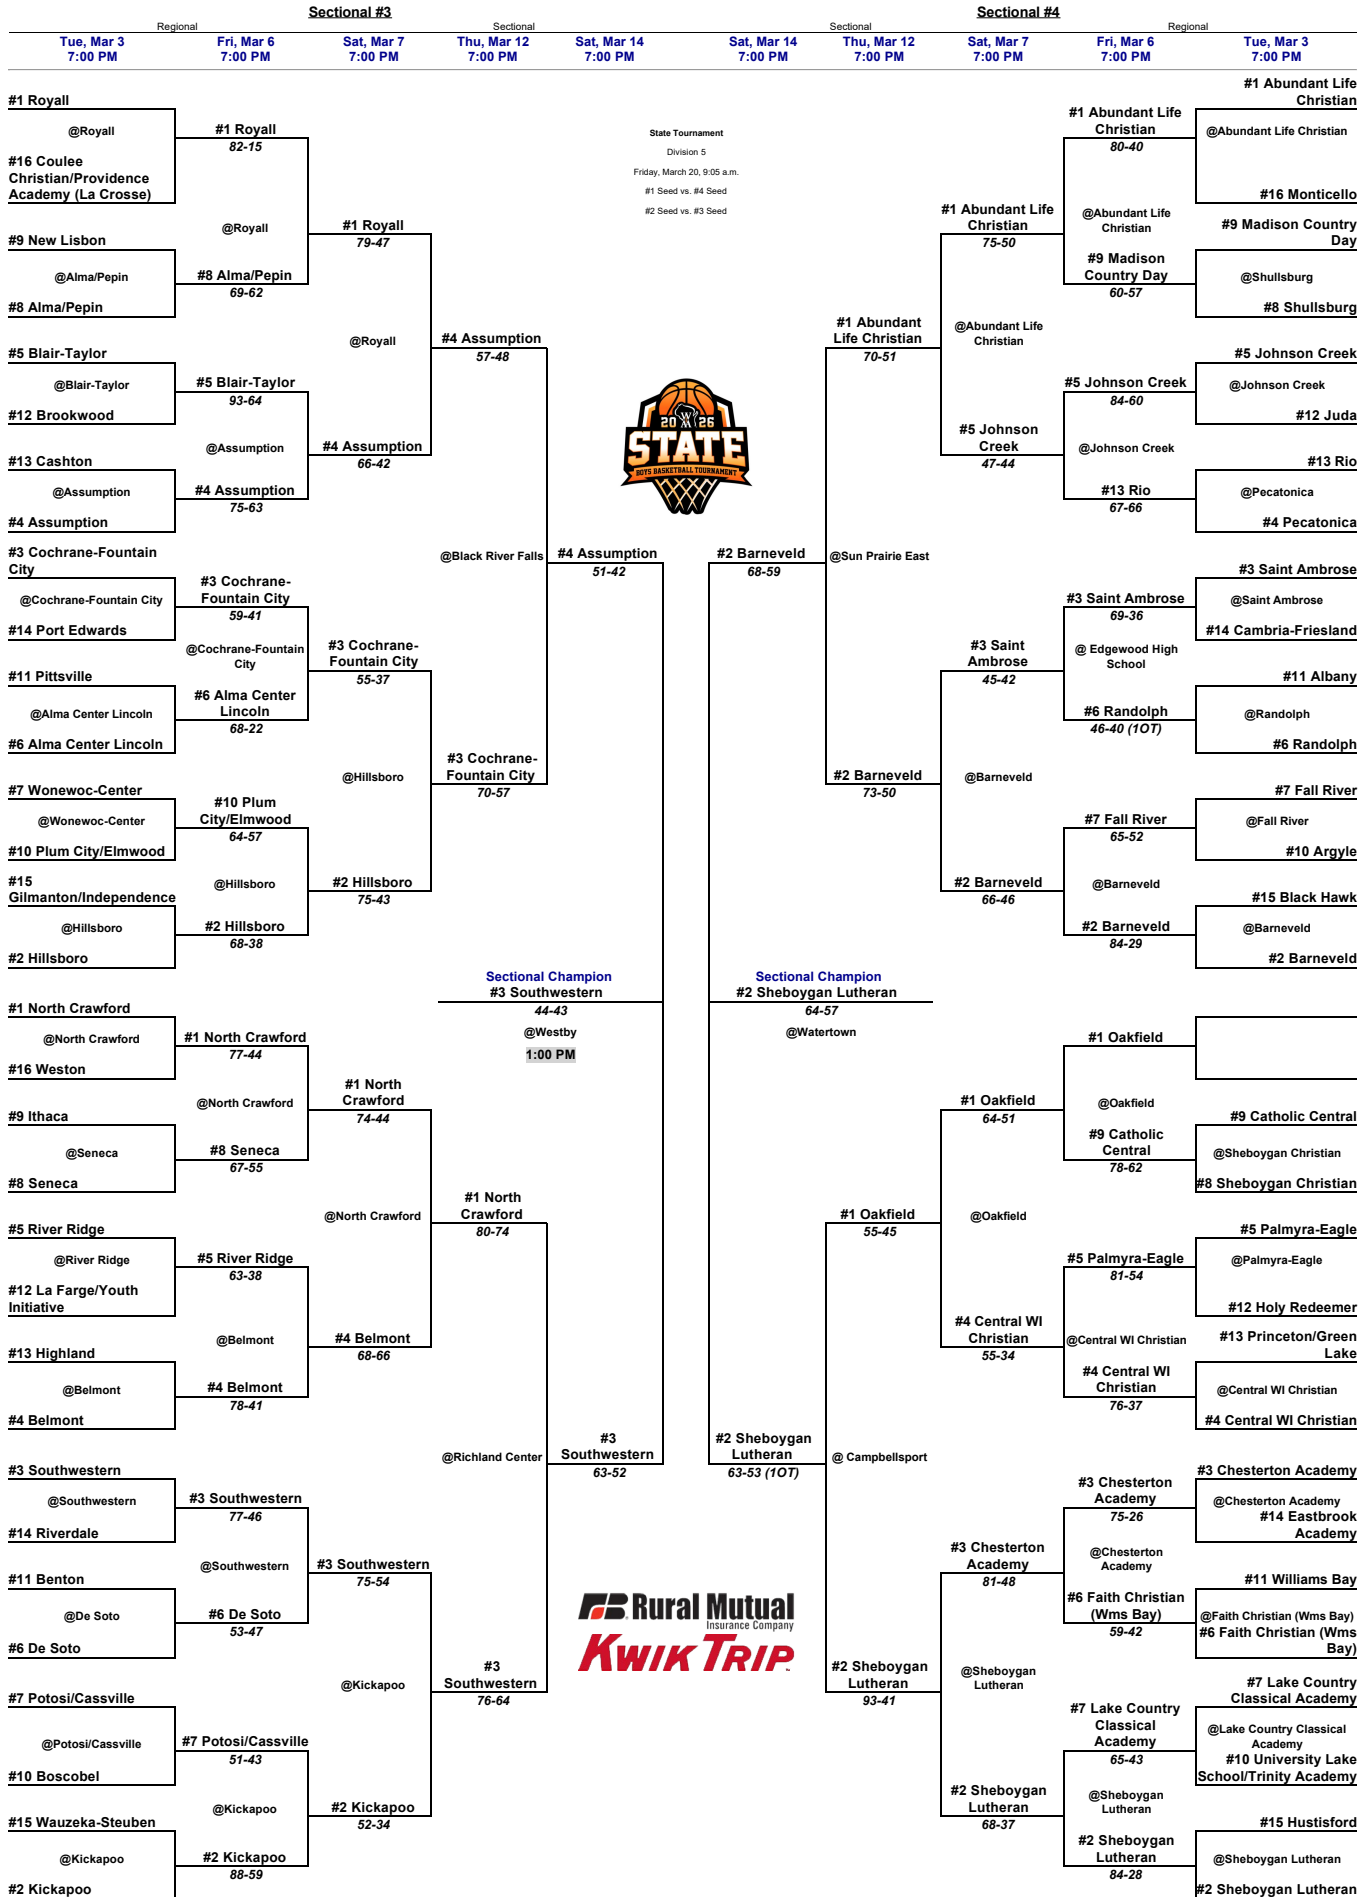 Sectional #3
Sectional #4
Regional
Sectional
Sectional
Regional
Tue, Mar 3
7:00 PM
Fri, Mar 6
7:00 PM
Sat, Mar 7
7:00 PM
Thu, Mar 12
7:00 PM
Sat, Mar 14
7:00 PM
Sat, Mar 14
7:00 PM
Thu, Mar 12
7:00 PM
Sat, Mar 7
7:00 PM
Fri, Mar 6
7:00 PM
Tue, Mar 3
7:00 PM
#1 Royall
@Royall
#16 Coulee
Christian/Providence
Academy (La Crosse)
#9 New Lisbon
@Alma/Pepin
#8 Alma/Pepin
#5 Blair-Taylor
@Blair-Taylor
#12 Brookwood
#13 Cashton
@Assumption
#4 Assumption
#3 Cochrane-Fountain
City
@Cochrane-Fountain City
#14 Port Edwards
#11 Pittsville
@Alma Center Lincoln
#6 Alma Center Lincoln
#7 Wonewoc-Center
@Wonewoc-Center
#10 Plum City/Elmwood
#15
Gilmanton/Independence
@Hillsboro
#2 Hillsboro
#1 Royall
82-15
@Royall
#8 Alma/Pepin
69-62
#5 Blair-Taylor
93-64
@Assumption
#4 Assumption
75-63
#3 Cochrane-
Fountain City
59-41
@Cochrane-Fountain
City
#6 Alma Center
Lincoln
68-22
#10 Plum
City/Elmwood
64-57
@Hillsboro
#2 Hillsboro
68-38
#1 Royall
79-47
@Royall
#4 Assumption
66-42
#3 Cochrane-
Fountain City
55-37
@Hillsboro
#2 Hillsboro
75-43
#4 Assumption
57-48
@Black River Falls
#3 Cochrane-
Fountain City
70-57
#4 Assumption
51-42
State Tournament
Division 5
Friday, March 20, 9:05 a.m.
#1 Seed vs. #4 Seed
#2 Seed vs. #3 Seed
20 W 26
STATE
BOYS BASKETBALL TOURNAMENT
#2 Barneveld
68-59
#1 Abundant
Life Christian
70-51
@Sun Prairie East
#2 Barneveld
73-50
#1 Abundant Life
Christian
75-50
@Abundant Life
Christian
#5 Johnson
Creek
47-44
#3 Saint
Ambrose
45-42
@Barneveld
#2 Barneveld
66-46
#1 Abundant Life
Christian
80-40
@Abundant Life
Christian
#9 Madison
Country Day
60-57
#5 Johnson Creek
84-60
@Johnson Creek
#13 Rio
67-66
#3 Saint Ambrose
69-36
@ Edgewood High
School
#6 Randolph
46-40 (1OT)
#7 Fall River
65-52
@Barneveld
#2 Barneveld
84-29
#1 Abundant Life
Christian
@Abundant Life Christian
#16 Monticello
#9 Madison Country
Day
@Shullsburg
#8 Shullsburg
#5 Johnson Creek
@Johnson Creek
#12 Juda
#13 Rio
@Pecatonica
#4 Pecatonica
#3 Saint Ambrose
@Saint Ambrose
#14 Cambria-Friesland
#11 Albany
@Randolph
#6 Randolph
#7 Fall River
@Fall River
#10 Argyle
#15 Black Hawk
@Barneveld
#2 Barneveld
Sectional Champion
#3 Southwestern
44-43
@Westby
1:00 PM
Sectional Champion
#2 Sheboygan Lutheran
64-57
@Watertown
#1 North Crawford
@North Crawford
#16 Weston
#9 Ithaca
@Seneca
#8 Seneca
#5 River Ridge
@River Ridge
#12 La Farge/Youth
Initiative
#13 Highland
@Belmont
#4 Belmont
#3 Southwestern
@Southwestern
#14 Riverdale
#11 Benton
@De Soto
#6 De Soto
#7 Potosi/Cassville
@Potosi/Cassville
#10 Boscobel
#15 Wauzeka-Steuben
@Kickapoo
#2 Kickapoo
#1 North Crawford
77-44
@North Crawford
#8 Seneca
67-55
#5 River Ridge
63-38
@Belmont
#4 Belmont
78-41
#3 Southwestern
77-46
@Southwestern
#6 De Soto
53-47
#7 Potosi/Cassville
51-43
@Kickapoo
#2 Kickapoo
88-59
#1 North
Crawford
74-44
@North Crawford
#4 Belmont
68-66
#3 Southwestern
75-54
@Kickapoo
#2 Kickapoo
52-34
#1 North
Crawford
80-74
@Richland Center
#3
Southwestern
76-64
#3
Southwestern
63-52
Rural Mutual
Insurance Company
KWIK TRIP
#2 Sheboygan
Lutheran
63-53 (1OT)
#1 Oakfield
55-45
@ Campbellsport
#2 Sheboygan
Lutheran
93-41
#1 Oakfield
64-51
@Oakfield
#4 Central WI
Christian
55-34
#3 Chesterton
Academy
81-48
@Sheboygan
Lutheran
#2 Sheboygan
Lutheran
68-37
#1 Oakfield
@Oakfield
#9 Catholic
Central
78-62
#5 Palmyra-Eagle
81-54
@Central WI Christian
#4 Central WI
Christian
76-37
#3 Chesterton
Academy
75-26
@Chesterton
Academy
#6 Faith Christian
(Wms Bay)
59-42
#7 Lake Country
Classical
Academy
65-43
@Sheboygan
Lutheran
#2 Sheboygan
Lutheran
84-28
#9 Catholic Central
@Sheboygan Christian
#8 Sheboygan Christian
#5 Palmyra-Eagle
@Palmyra-Eagle
#12 Holy Redeemer
#13 Princeton/Green
Lake
@Central WI Christian
#4 Central WI Christian
#3 Chesterton Academy
@Chesterton Academy
#14 Eastbrook
Academy
#11 Williams Bay
@Faith Christian (Wms Bay)
#6 Faith Christian (Wms
Bay)
#7 Lake Country
Classical Academy
@Lake Country Classical
Academy
#10 University Lake
School/Trinity Academy
#15 Hustisford
@Sheboygan Lutheran
#2 Sheboygan Lutheran